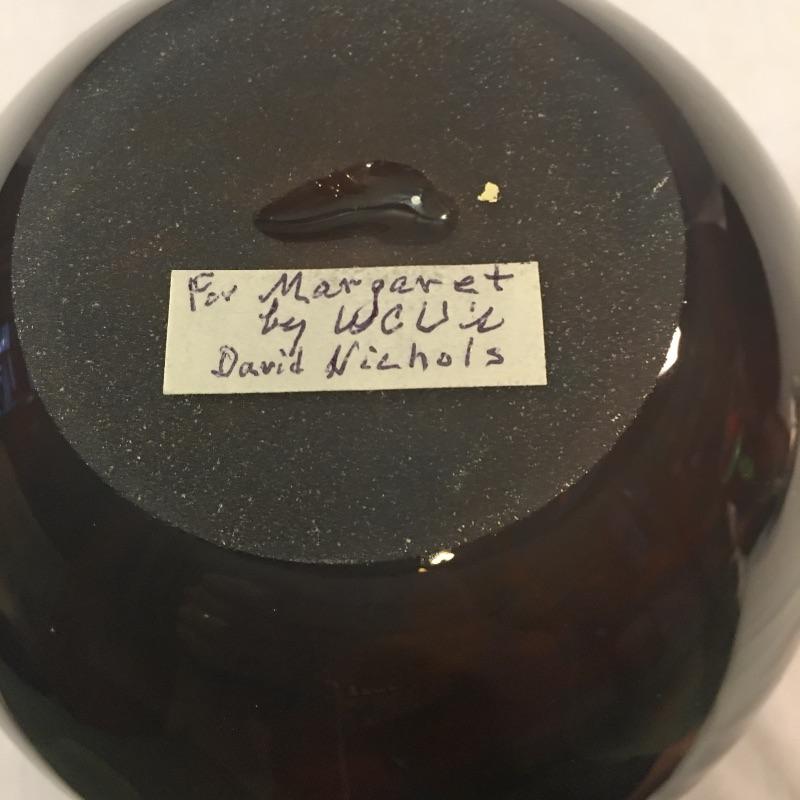 For Margaret
by WCU's
David Nichols